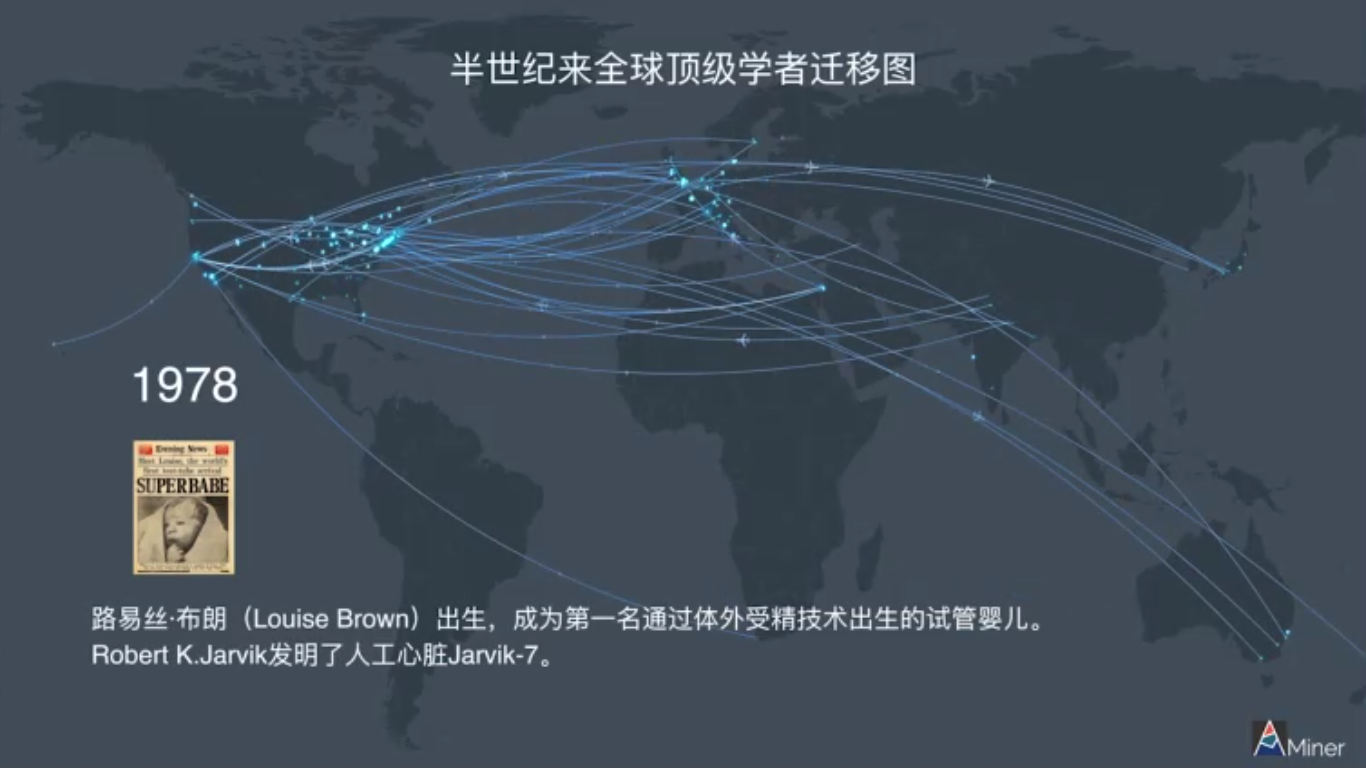 半世纪来全球顶级学者迁移图
1978
Evening News
Meet Louise, the world's
first test-tube arrival
SUPERBABE
路易丝·布朗（Louise Brown）出生，成为第一名通过体外受精技术出生的试管婴儿。
Robert K.Jarvik发明了人工心脏Jarvik-7。
AMiner